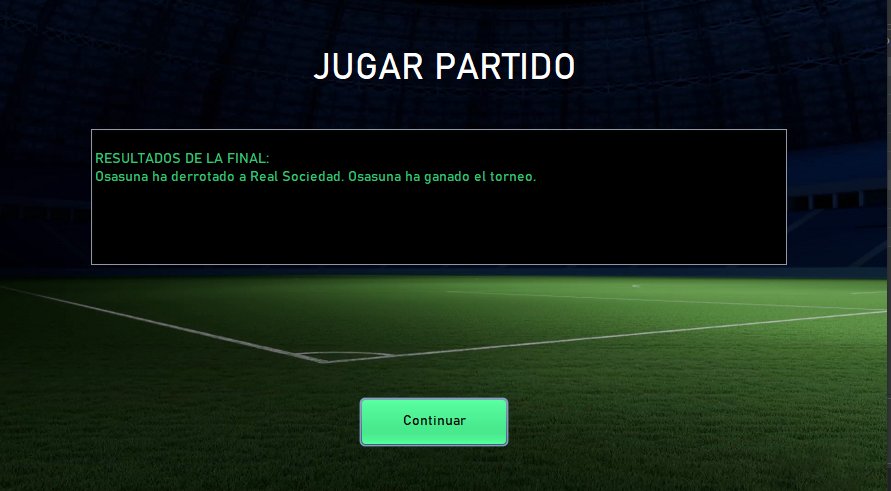 JUGAR PARTIDO
RESULTADOS DE LA FINAL:
Osasuna ha derrotado a Real Sociedad. Osasuna ha ganado el torneo.
Continuar